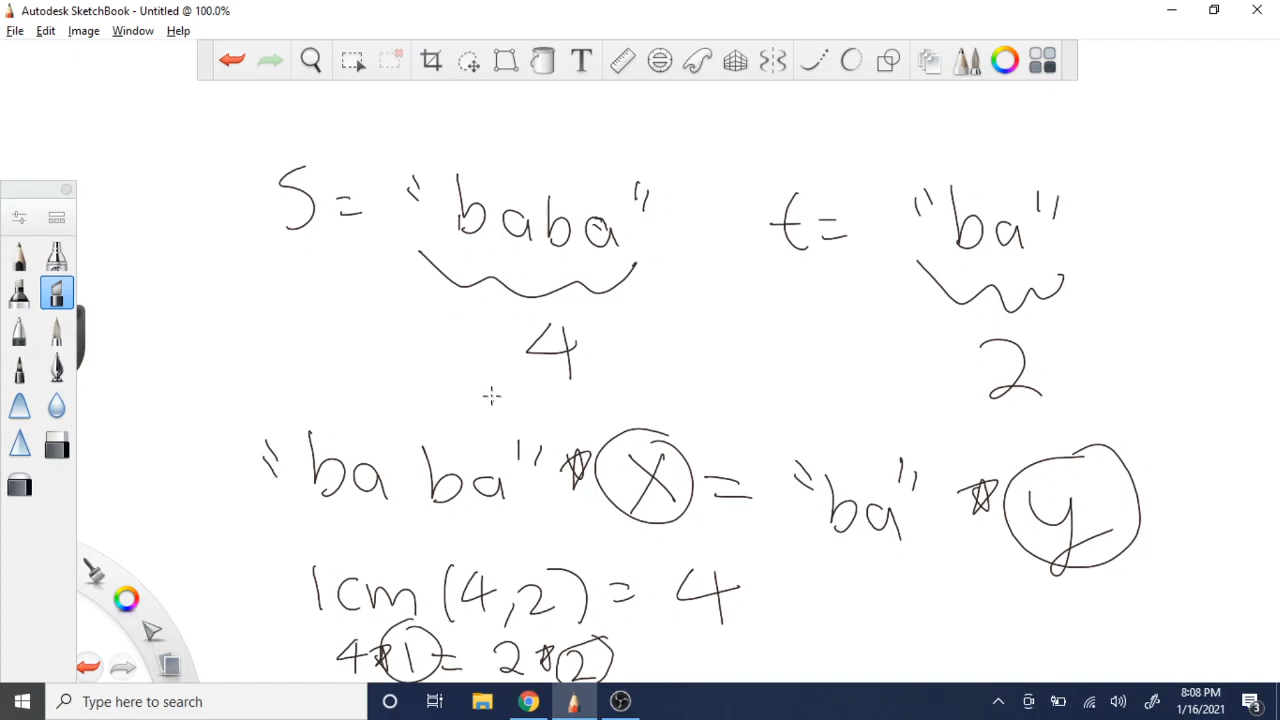 Autodesk SketchBook - Untitled @ 100.0%
File Edit Image Window Help
T
S = "baba" t = "ba"
4 2
"ba ba" * x = "ba" * y
lcm (4,2) = 4
4 * 1 = 2 * 2
Type here to search
8:08 PM
1/16/2021
3